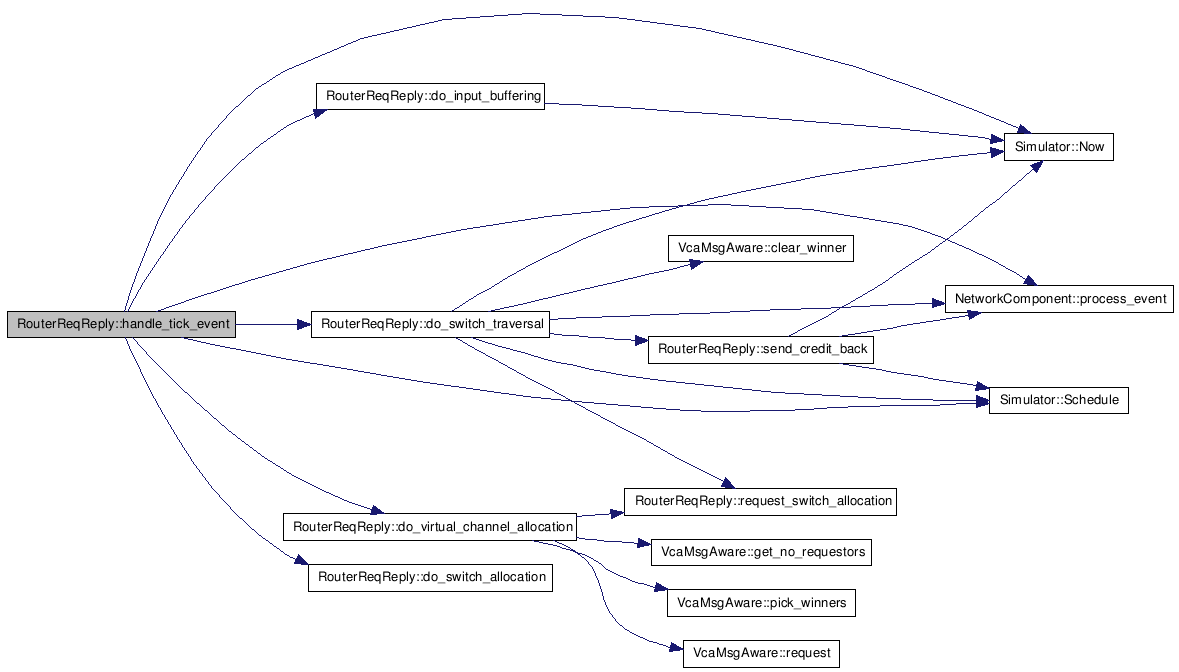 RouterReqReply::do_input_buffering
Simulator::Now
VcaMsgAware::clear_winner
NetworkComponent::process_event
RouterReqReply::handle_tick_event
RouterReqReply::do_switch_traversal
RouterReqReply::send_credit_back
Simulator::Schedule
RouterReqReply::request_switch_allocation
RouterReqReply::do_virtual_channel_allocation
VcaMsgAware::get_no_requestors
RouterReqReply::do_switch_allocation
VcaMsgAware::pick_winners
VcaMsgAware::request